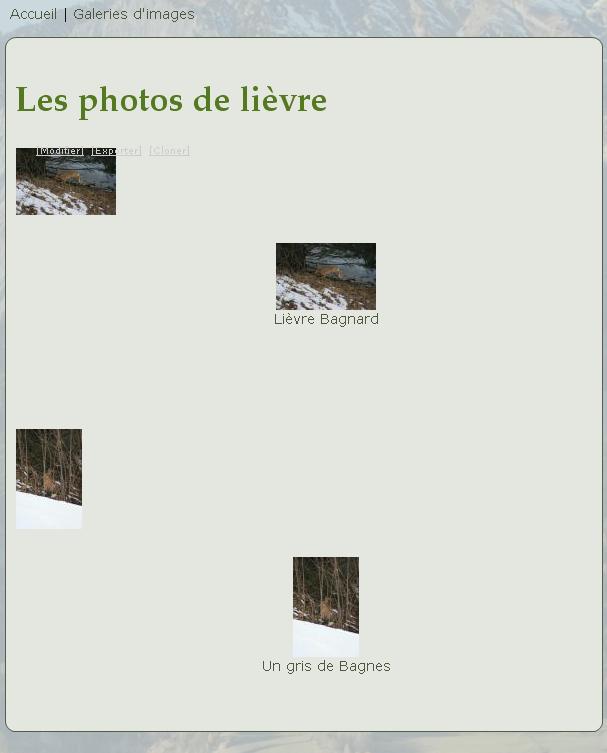 Accueil | Galeries d'images
Les photos de lièvre
[Modifier] [Exporter] [Cloner]
Lièvre Bagnard
Un gris de Bagnes